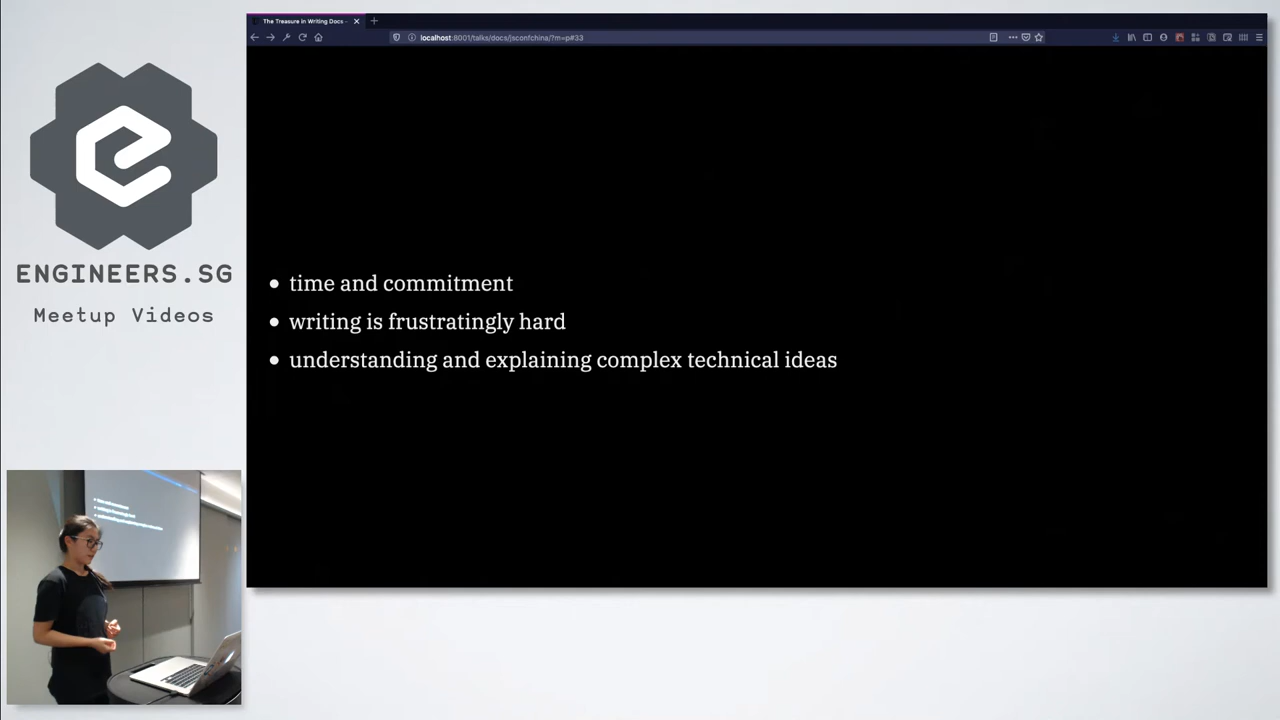 The Treasure in Writing Docs -
localhost:8001/talks/docs/jsconfchina/?m=p#33
ENGINEERS.SG
Meetup Videos
time and commitment
writing is frustratingly hard
understanding and explaining complex technical ideas